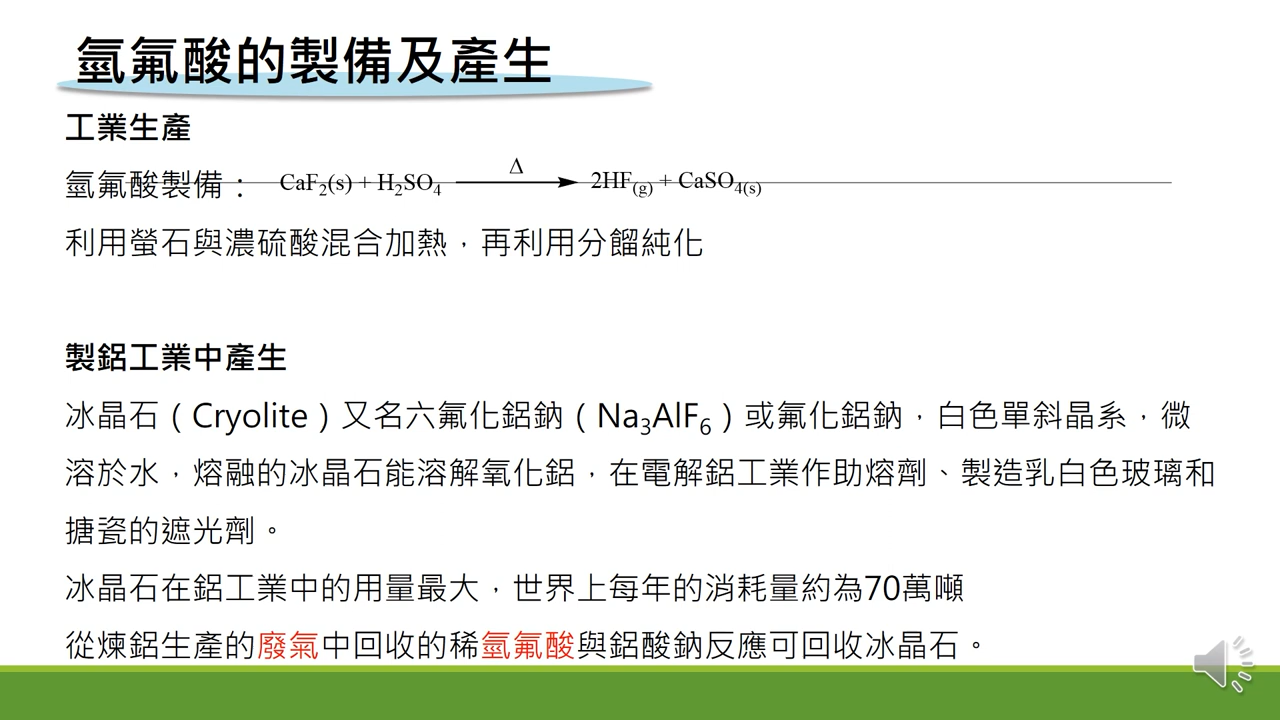 氫氟酸的製備及產生
工業生產
氫氟酸製備： CaF₂(s) + H₂SO₄ Δ → 2HF(g) + CaSO₄(s)
利用螢石與濃硫酸混合加熱，再利用分餾純化
製鋁工業中產生
冰晶石（Cryolite）又名六氟化鋁鈉（Na₃AlF₆）或氟化鋁鈉，白色單斜晶系，微
溶於水，熔融的冰晶石能溶解氧化鋁，在電解鋁工業作助熔劑、製造乳白色玻璃和
搪瓷的遮光劑。
冰晶石在鋁工業中的用量最大，世界上每年的消耗量約為70萬噸
從煉鋁生產的廢氣中回收的稀氫氟酸與鋁酸鈉反應可回收冰晶石。